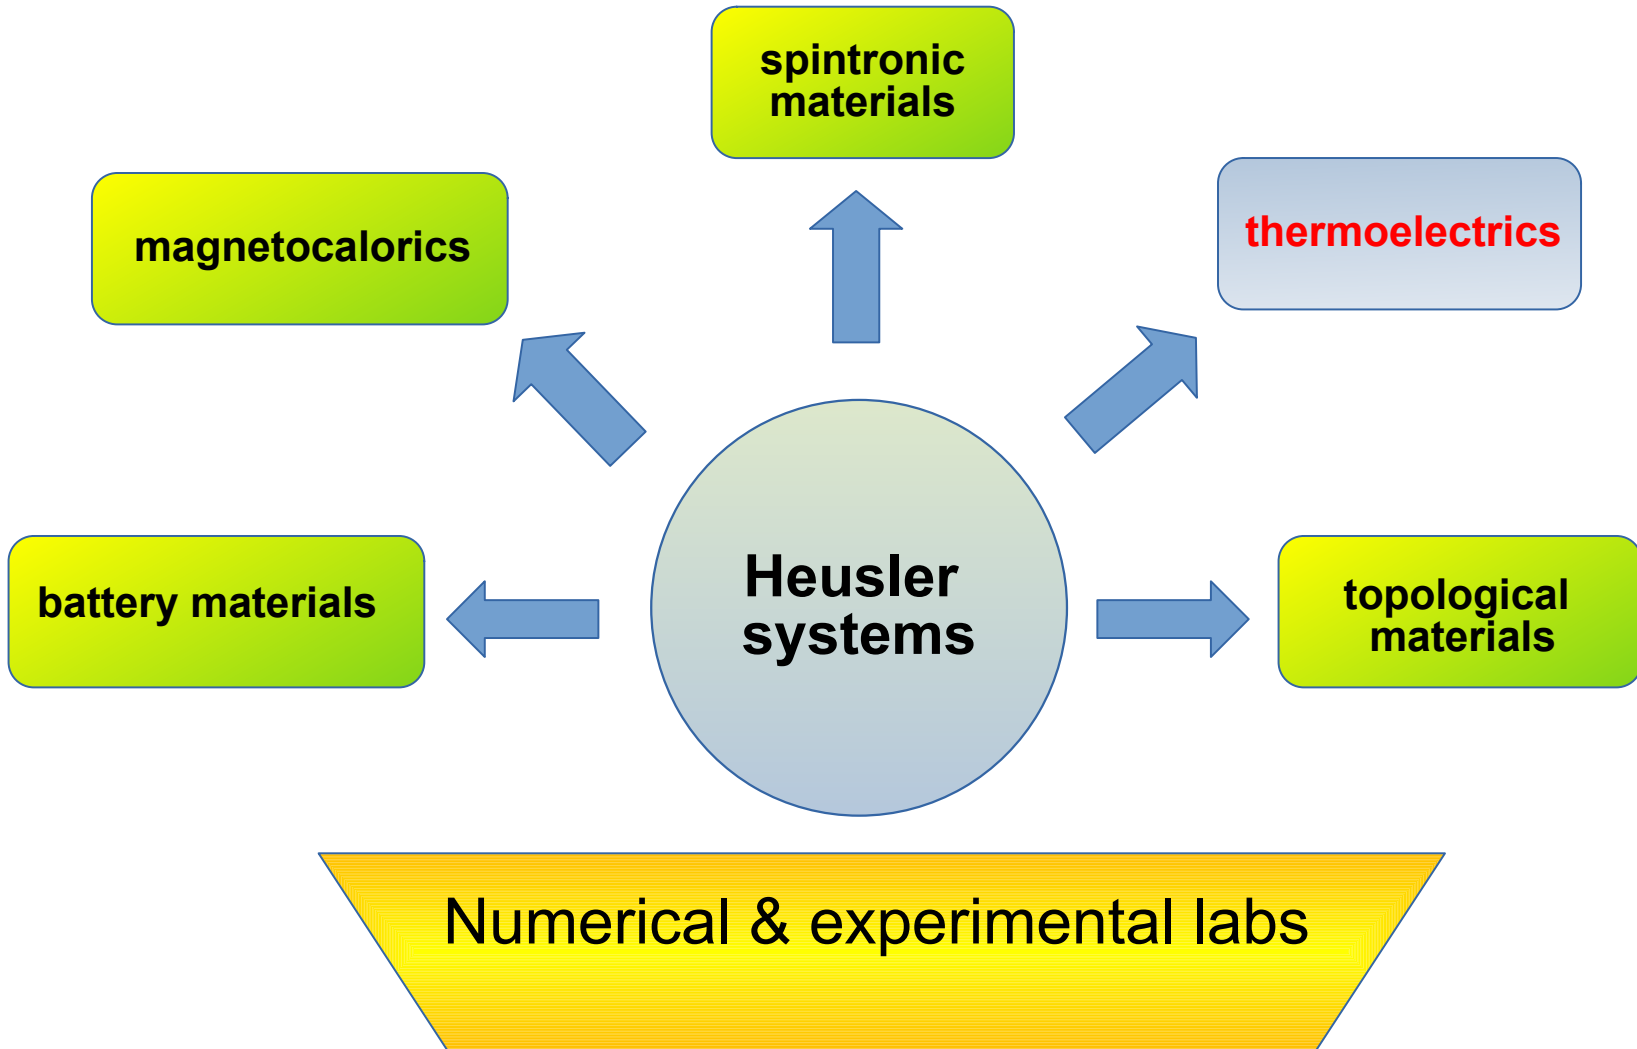 spintronic
materials
magnetocalorics
thermoelectrics
battery materials
Heusler
systems
topological
materials
Numerical & experimental labs